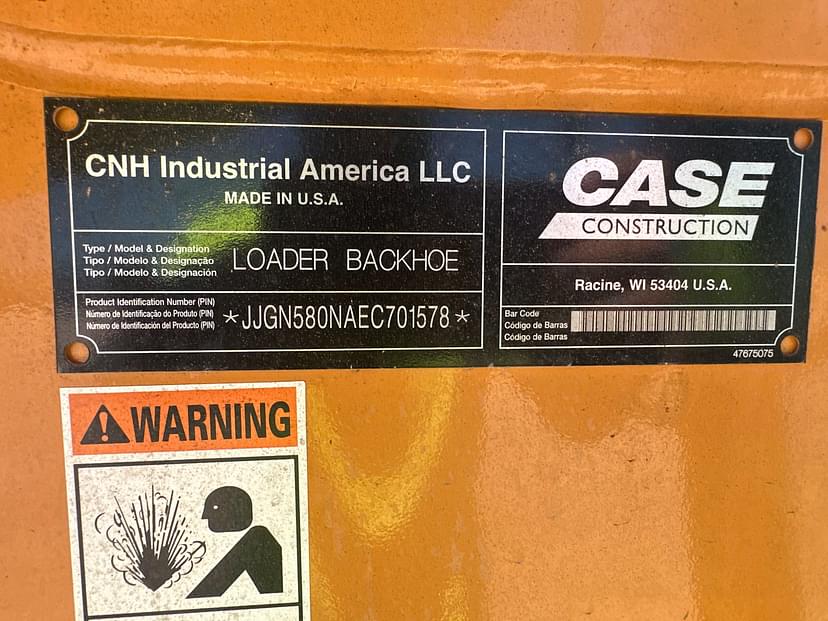 CNH Industrial America LLC
MADE IN U.S.A.
Type / Model & Designation
Tipo / Modelo & Designação
Tipo / Modelo & Designación
LOADER BACKHOE
Product Identification Number (PIN)
Número de Identificação do Produto (PIN)
Número de Identificación del Producto (PIN)
*JJGN580NAEC701578*
CASE
CONSTRUCTION
Racine, WI 53404 U.S.A.
Bar Code
Código de Barras
Código de Barras
47675075
WARNING